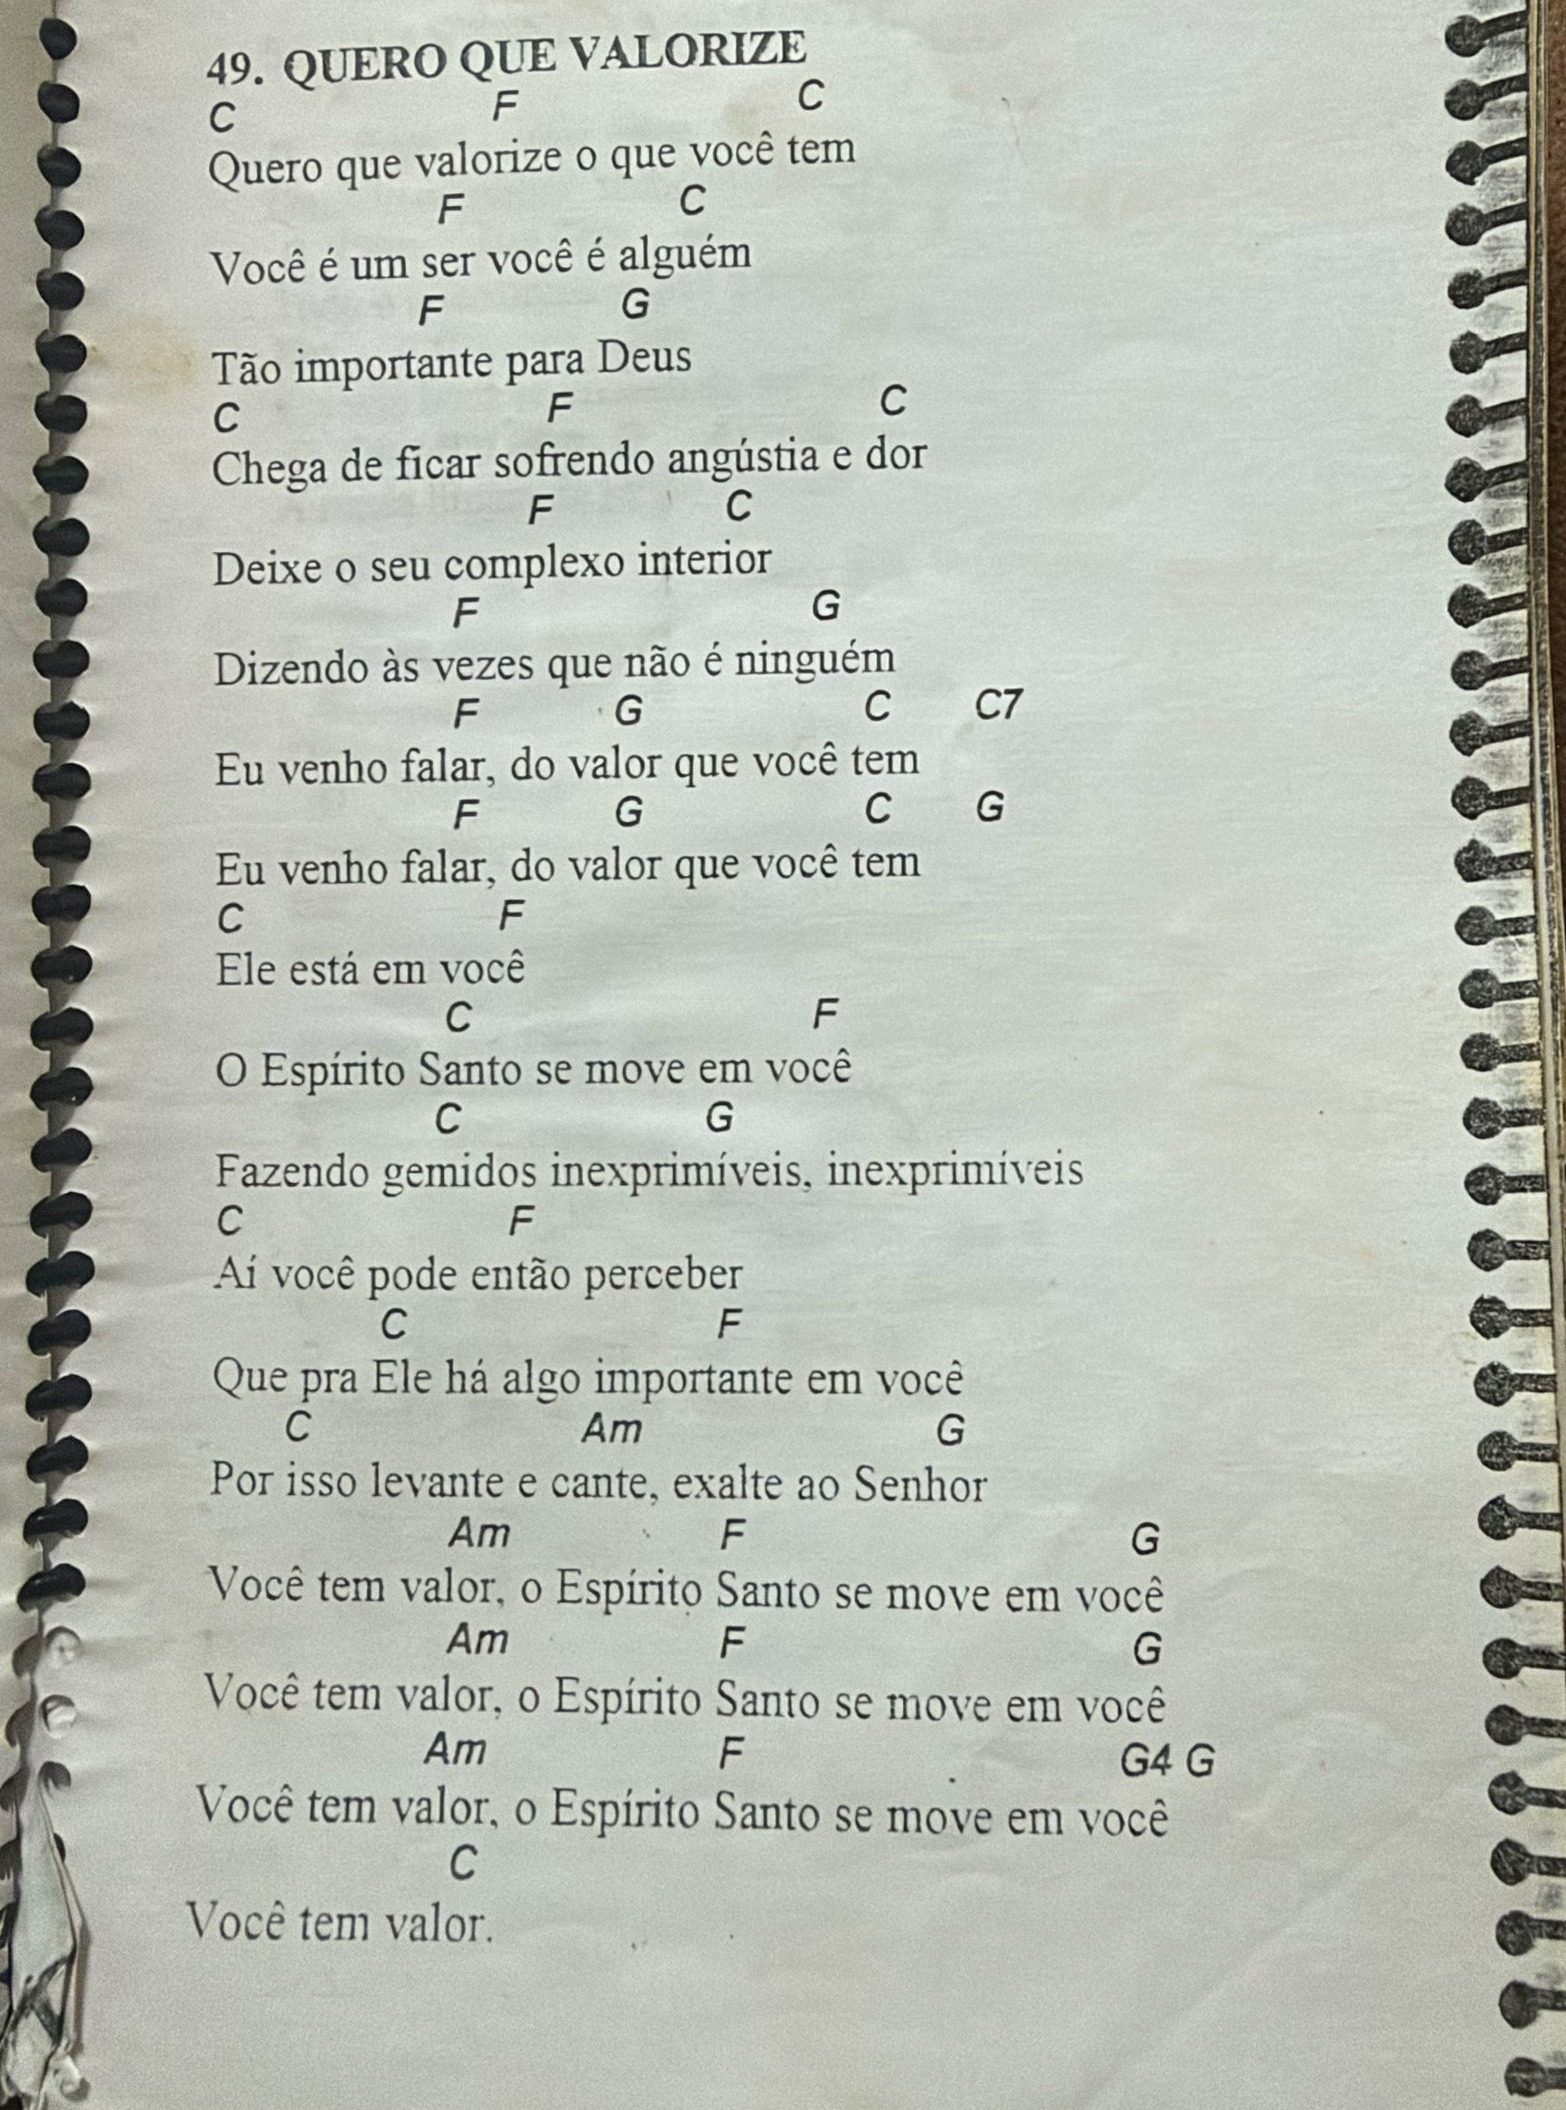 49. QUERO QUE VALORIZE
C F C
Quero que valorize o que você tem
F C
Você é um ser você é alguém
F G
Tão importante para Deus
C F C
Chega de ficar sofrendo angústia e dor
F C
Deixe o seu complexo interior
F G
Dizendo às vezes que não é ninguém
F G C C7
Eu venho falar, do valor que você tem
F G C G
Eu venho falar, do valor que você tem
C F
Ele está em você
C F
O Espírito Santo se move em você
C G
Fazendo gemidos inexprimíveis, inexprimíveis
C F
Aí você pode então perceber
C F
Que pra Ele há algo importante em você
C Am G
Por isso levante e cante, exalte ao Senhor
Am F G
Você tem valor, o Espírito Santo se move em você
Am F G
Você tem valor, o Espírito Santo se move em você
Am F G4 G
Você tem valor, o Espírito Santo se move em você
C
Você tem valor.